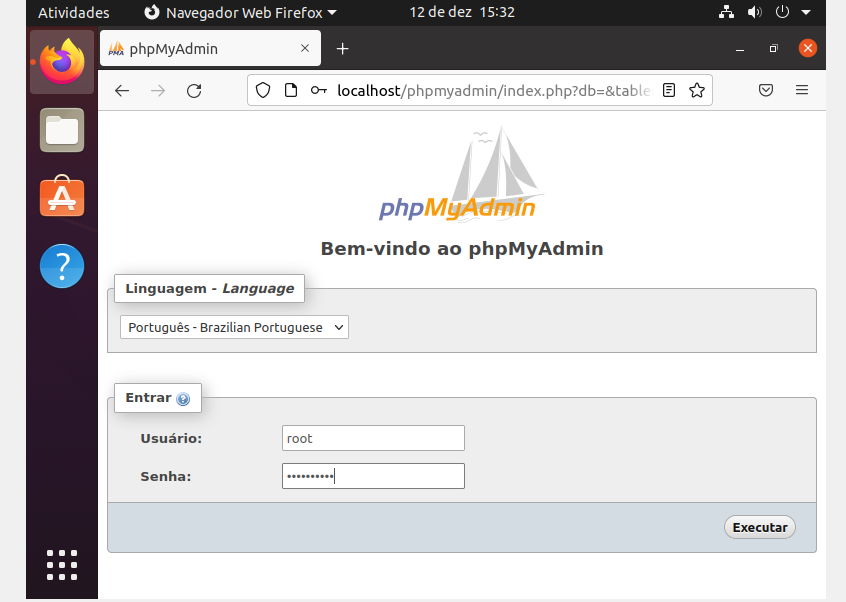 Atividades Navegador Web Firefox 12 de dez 15:32
PMA phpMyAdmin
localhost/phpmyadmin/index.php?db=&table
phpMyAdmin
Bem-vindo ao phpMyAdmin
Linguagem - Language
Português - Brazilian Portuguese
Entrar ?
Usuário: root
Senha: ••••••••••
Executar